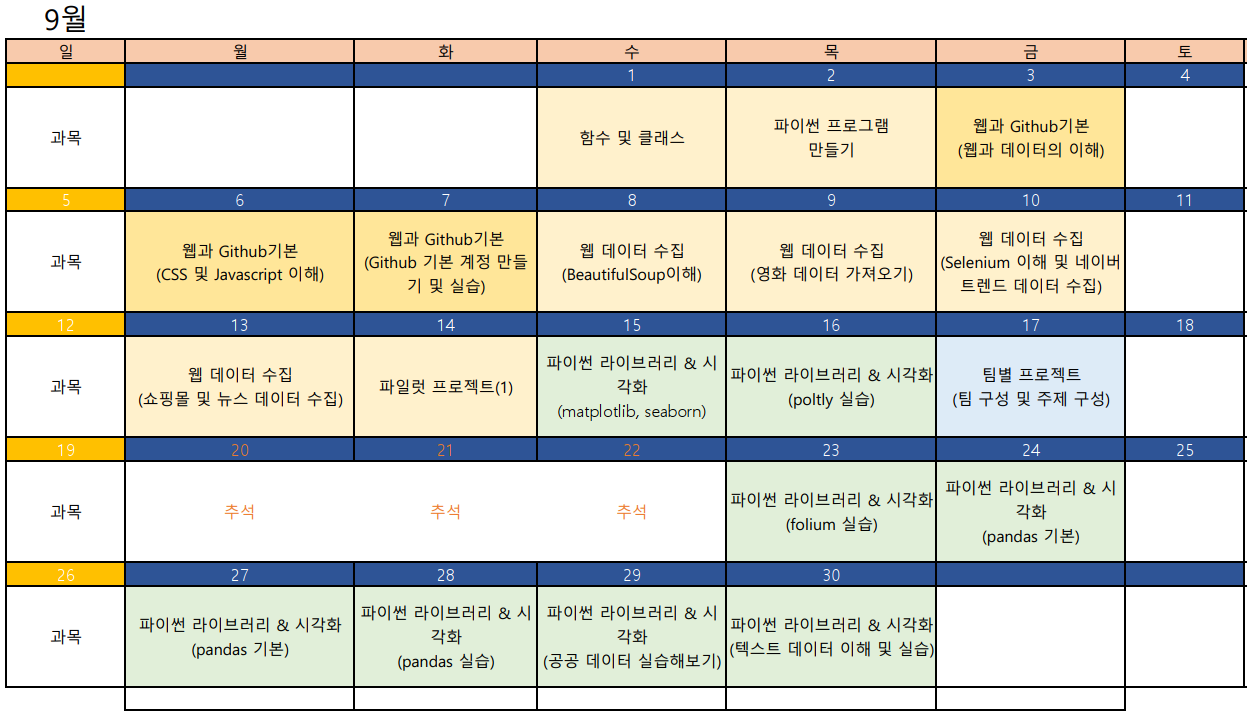 9월
일 월 화 수 목 금 토
1 2 3 4
과목 함수 및 클래스 파이썬 프로그램 웹과 Github기본
만들기 (웹과 데이터의 이해)
5 6 7 8 9 10 11
과목 웹과 Github기본 웹과 Github기본 웹 데이터 수집 웹 데이터 수집 웹 데이터 수집
(CSS 및 Javascript 이해) (Github 기본 계정 만들 (BeautifulSoup이해) (영화 데이터 가져오기) (Selenium 이해 및 네이버
기 및 실습) 트렌드 데이터 수집)
12 13 14 15 16 17 18
과목 웹 데이터 수집 파일럿 프로젝트(1) 파이썬 라이브러리 & 시 파이썬 라이브러리 & 시각화 팀별 프로젝트
(쇼핑몰 및 뉴스 데이터 수집) 각화 (poltly 실습) (팀 구성 및 주제 구성)
(matplotlib, seaborn)
19 20 21 22 23 24 25
과목 추석 추석 추석 파이썬 라이브러리 & 시각화 파이썬 라이브러리 & 시
(folium 실습) 각화
(pandas 기본)
26 27 28 29 30
과목 파이썬 라이브러리 & 시각화 파이썬 라이브러리 & 시 파이썬 라이브러리 & 시 파이썬 라이브러리 & 시각화
(pandas 기본) 각화 각화 (텍스트 데이터 이해 및 실습)
(pandas 실습) (공공 데이터 실습해보기)